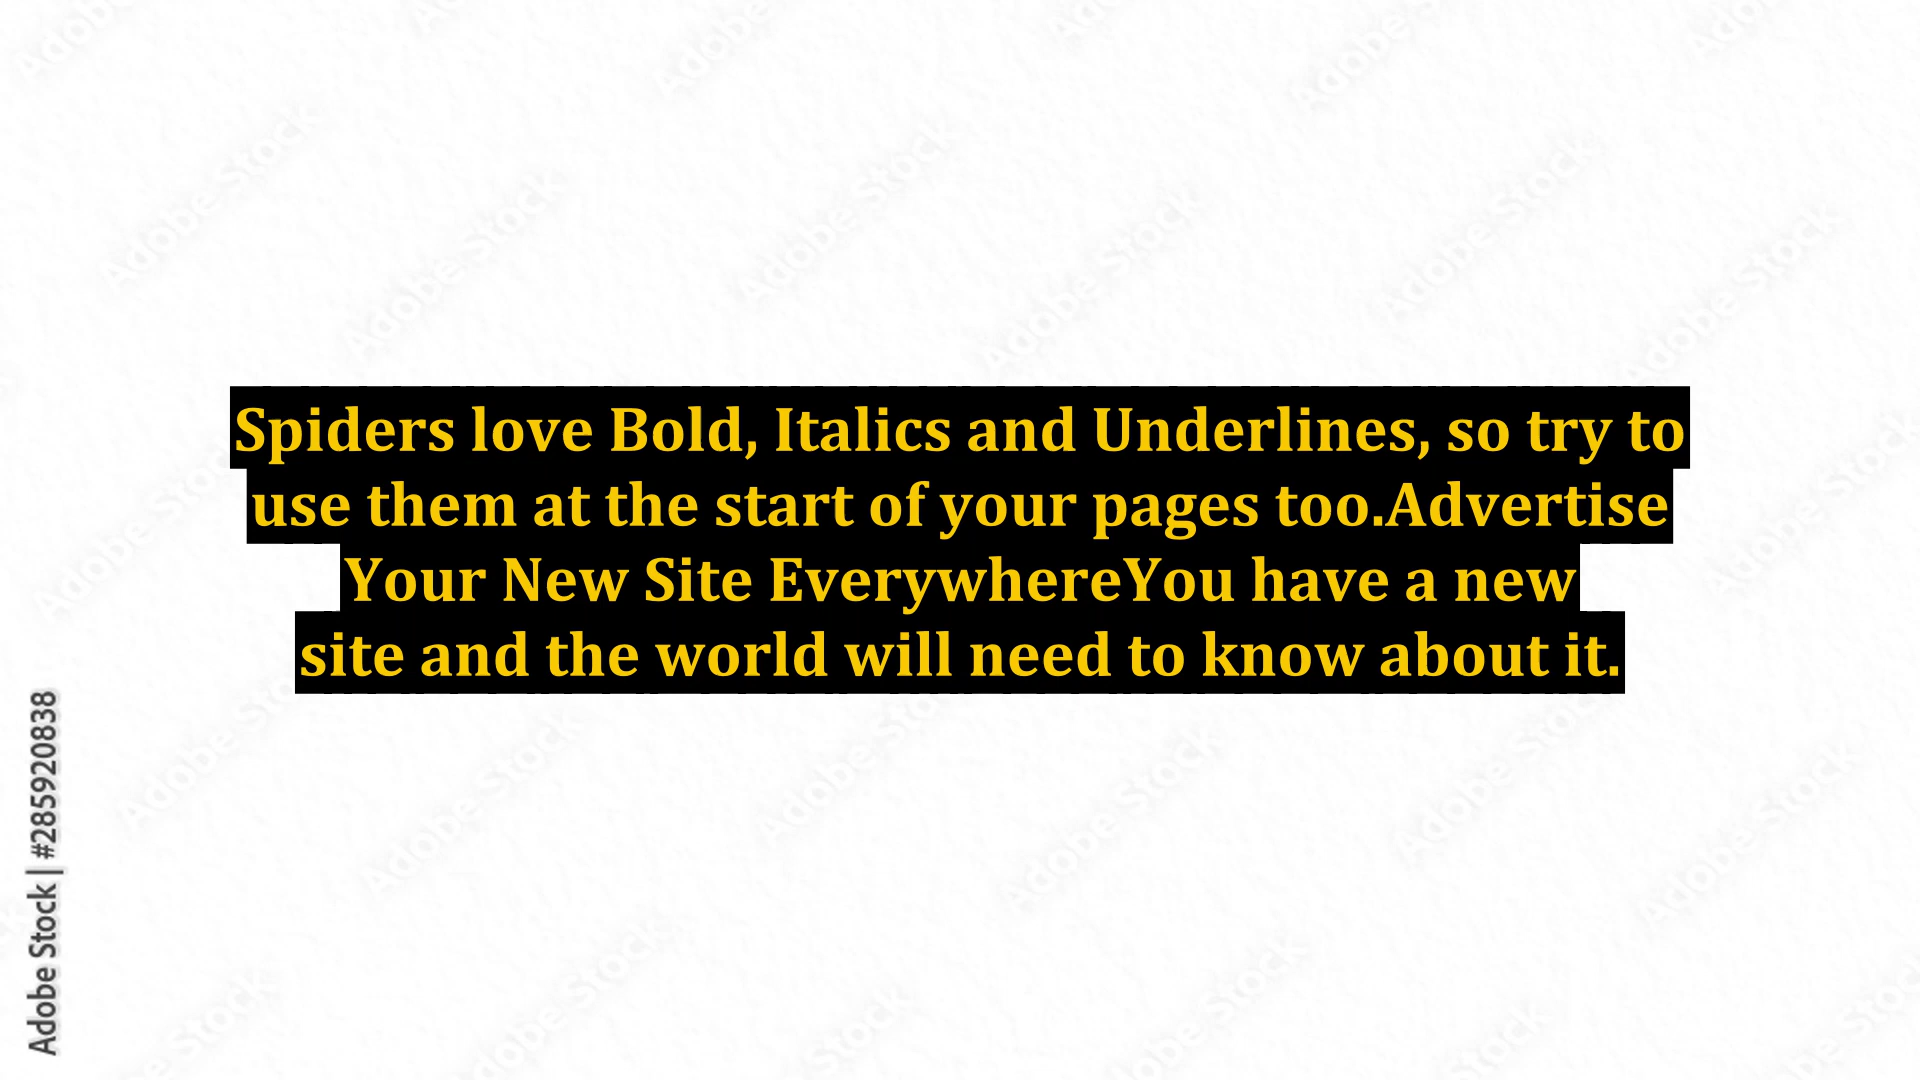 Spiders love Bold, Italics and Underlines, so try to
use them at the start of your pages too.Advertise
Your New Site EverywhereYou have a new
site and the world will need to know about it.
Adobe Stock | #285920838
Adobe Stock